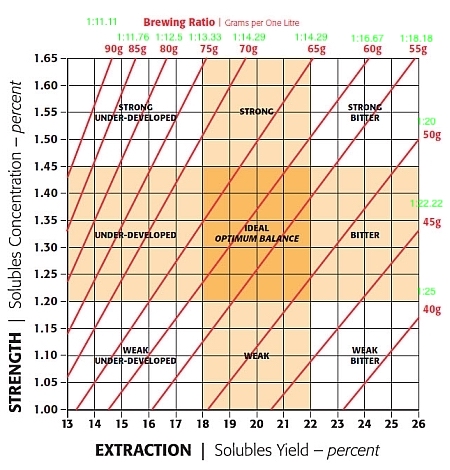 1:11.11
Brewing Ratio | Grams per One Litre
1:11.76 1:12.5 1:13.33 1:14.29 1:14.29 1:16.67 1:18.18
90g 85g 80g 75g 70g 65g 60g 55g
1.65
1.60
1.55
1.50
1.45
1.40
1.35
1.30
1.25
1.20
1.15
1.10
1.05
1.00
STRENGTH | Solubles Concentration – percent
STRONG
UNDER-DEVELOPED
STRONG
STRONG
BITTER
UNDER-DEVELOPED
IDEAL
OPTIMUM BALANCE
BITTER
WEAK
UNDER-DEVELOPED
WEAK
WEAK
BITTER
1:20
50g
1:22.22
45g
1:25
40g
13 14 15 16 17 18 19 20 21 22 23 24 25 26
EXTRACTION | Solubles Yield – percent